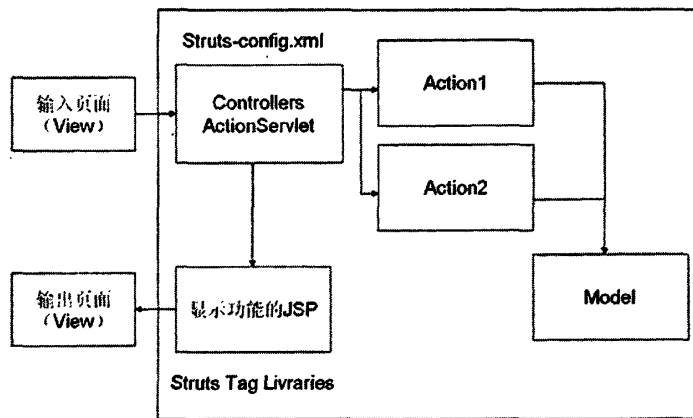 Struts-config.xml
输入页面
（View）
Controllers
ActionServlet
Action1
Action2
输出页面
（View）
显示功能的JSP
Model
Struts Tag Livraries